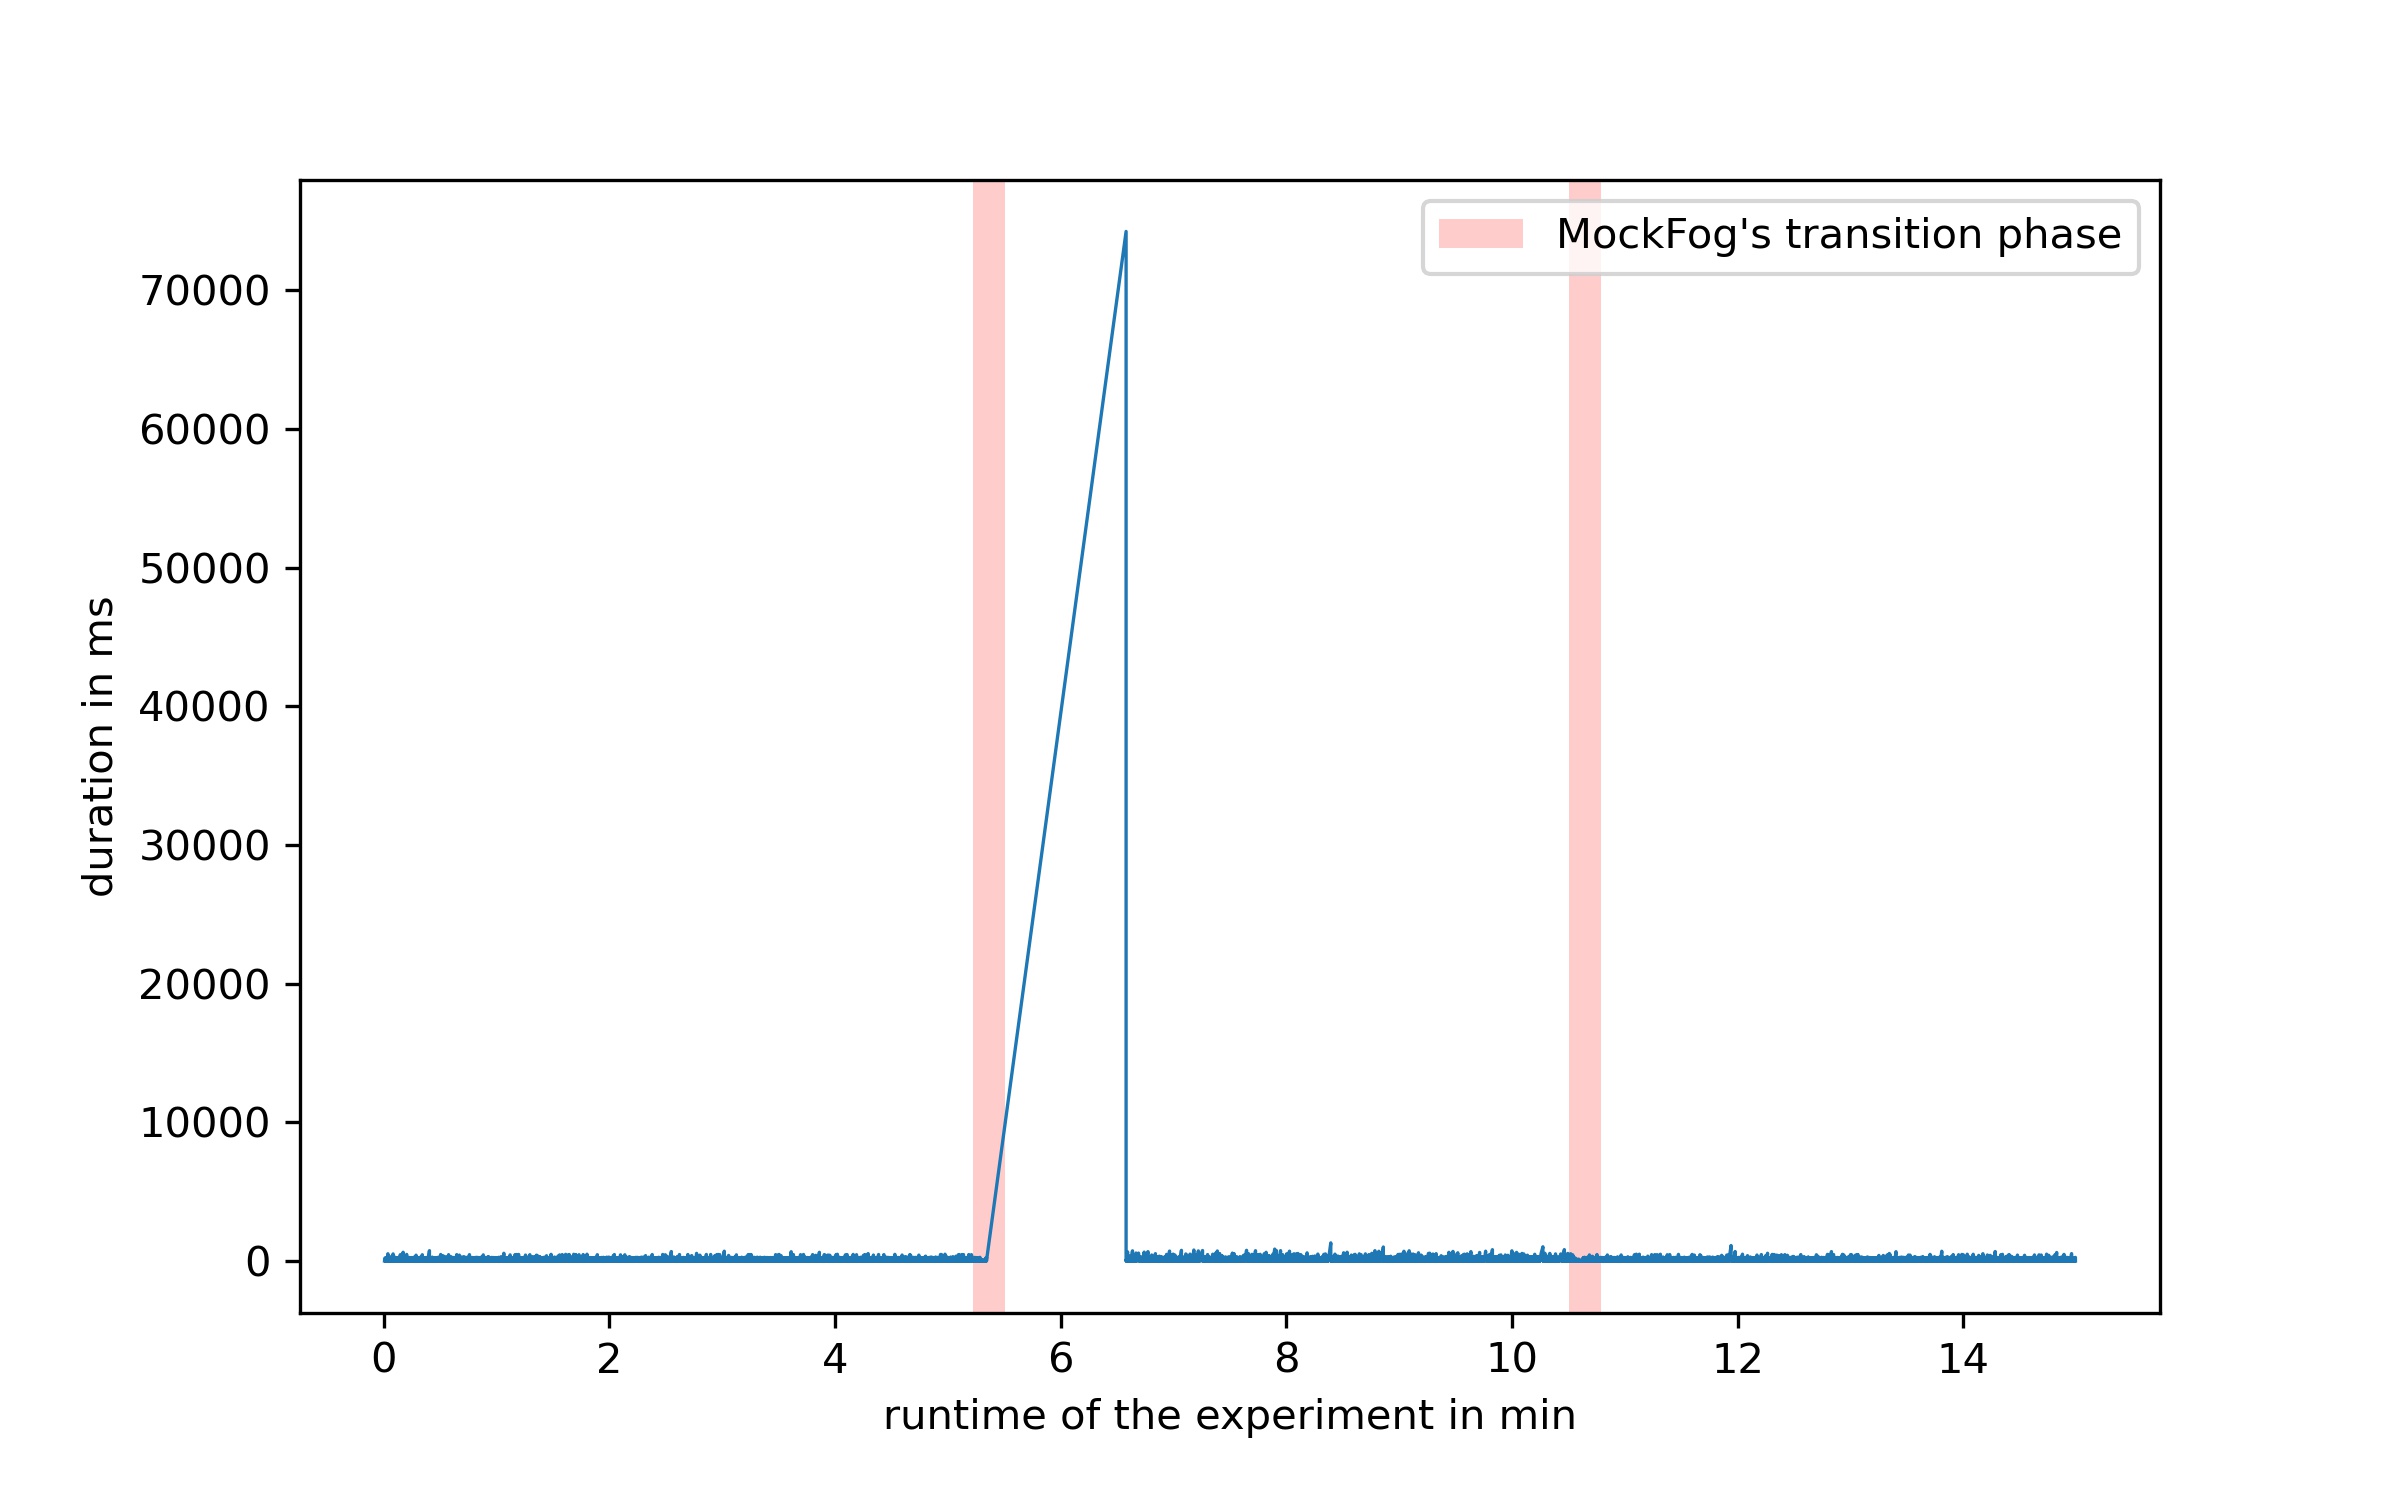 MockFog's transition phase
70000
60000
50000
40000
30000
20000
10000
0
duration in ms
0 2 4 6 8 10 12 14
runtime of the experiment in min